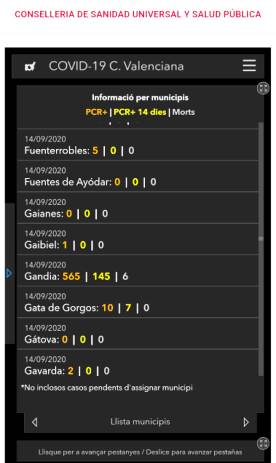 CONSELLERIA DE SANIDAD UNIVERSAL Y SALUD PÚBLICA
COVID-19 C. Valenciana
Informació per municipis
PCR+ | PCR+ 14 dies | Morts
14/09/2020
Fuenterrobles: 5 | 0 | 0
14/09/2020
Fuentes de Ayódar: 0 | 0 | 0
14/09/2020
Gaianes: 0 | 0 | 0
14/09/2020
Gaibiel: 1 | 0 | 0
14/09/2020
Gandia: 565 | 145 | 6
14/09/2020
Gata de Gorgos: 10 | 7 | 0
14/09/2020
Gátova: 0 | 0 | 0
14/09/2020
Gavarda: 2 | 0 | 0
*No inclosos casos pendents d'assignar municipi
Llista municipis
Llisque per a avançar pestanyes / Deslice para avanzar pestañas